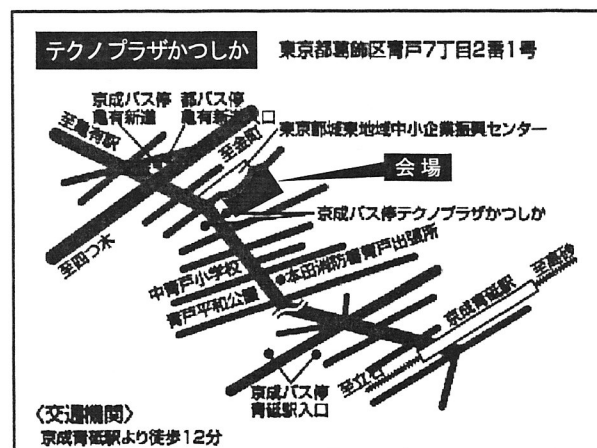 テクノプラザかつしか
東京都葛飾区青戸7丁目2番1号
京成バス停
亀有新道
都バス停
亀有新道入口
至亀有駅
至金町
東京都城東地域中小企業振興センター
会場
京成バス停テクノプラザかつしか
至四つ木
中青戸小学校
本田消防署青戸出張所
青戸平和公園
至高砂
京成青砥駅
至立石
京成バス停
青砥駅入口
〈交通機関〉
京成青砥駅より徒歩12分